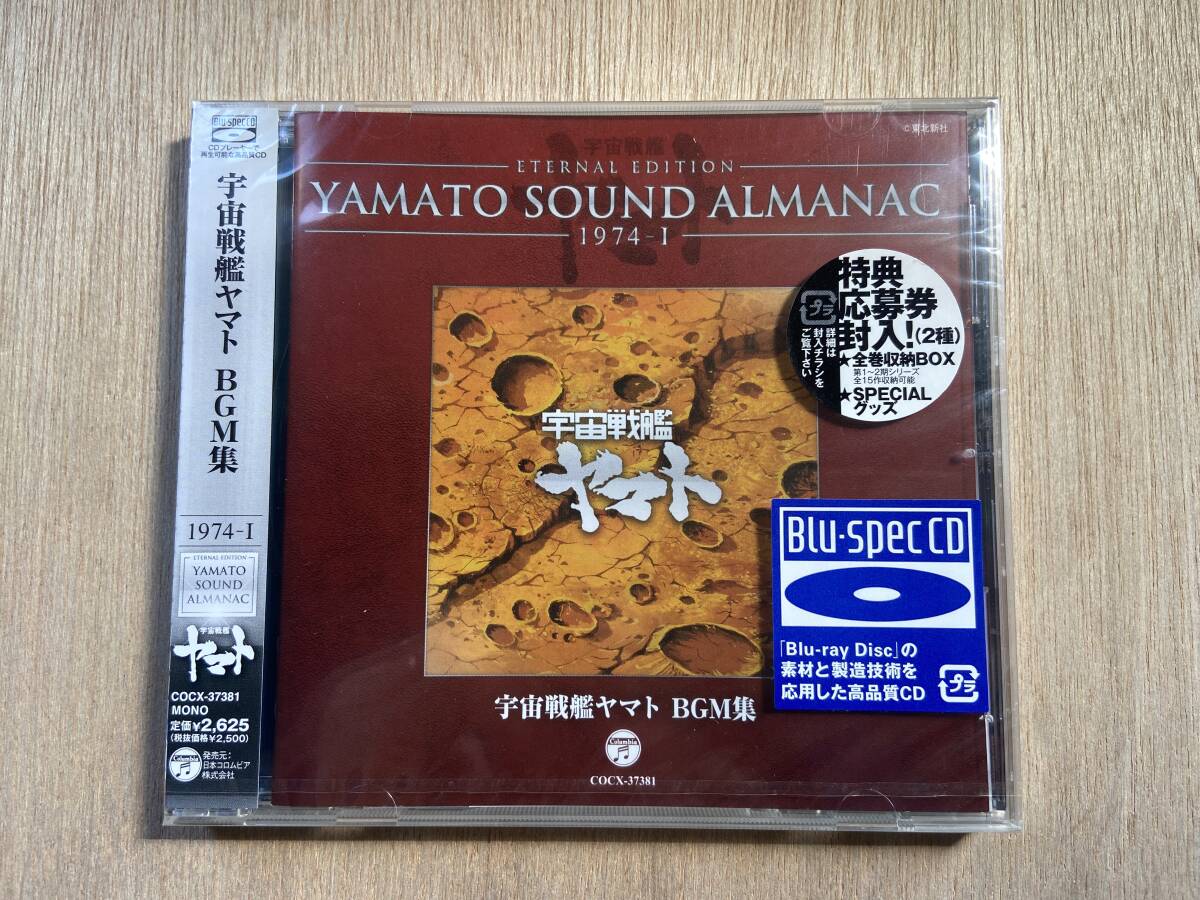 Blu-spec CD
CDプレーヤーで
再生可能な高品質CD
宇宙戦艦ヤマト BGM集
1974-I
ETERNAL EDITION
YAMATO
SOUND
ALMANAC
宇宙戦艦
ヤマト
COCX-37381
MONO
定価¥2,625
(税抜価格¥2,500)
Columbia
発売元:
日本コロムビア
株式会社
©東北新社
宇宙戦艦
ヤマト
ETERNAL EDITION
YAMATO SOUND ALMANAC
1974-I
特典
応募券
封入!(2種)
★全巻収納BOX
第1~2期シリーズ
全15作収納可能
★SPECIAL
グッズ
プラ
詳細は
封入チラシを
ご覧下さい
宇宙戦艦
ヤマト
Blu-spec CD
「Blu-ray Disc」の
素材と製造技術を
応用した高品質CD
プラ
宇宙戦艦ヤマト BGM集
Columbia
COCX-37381